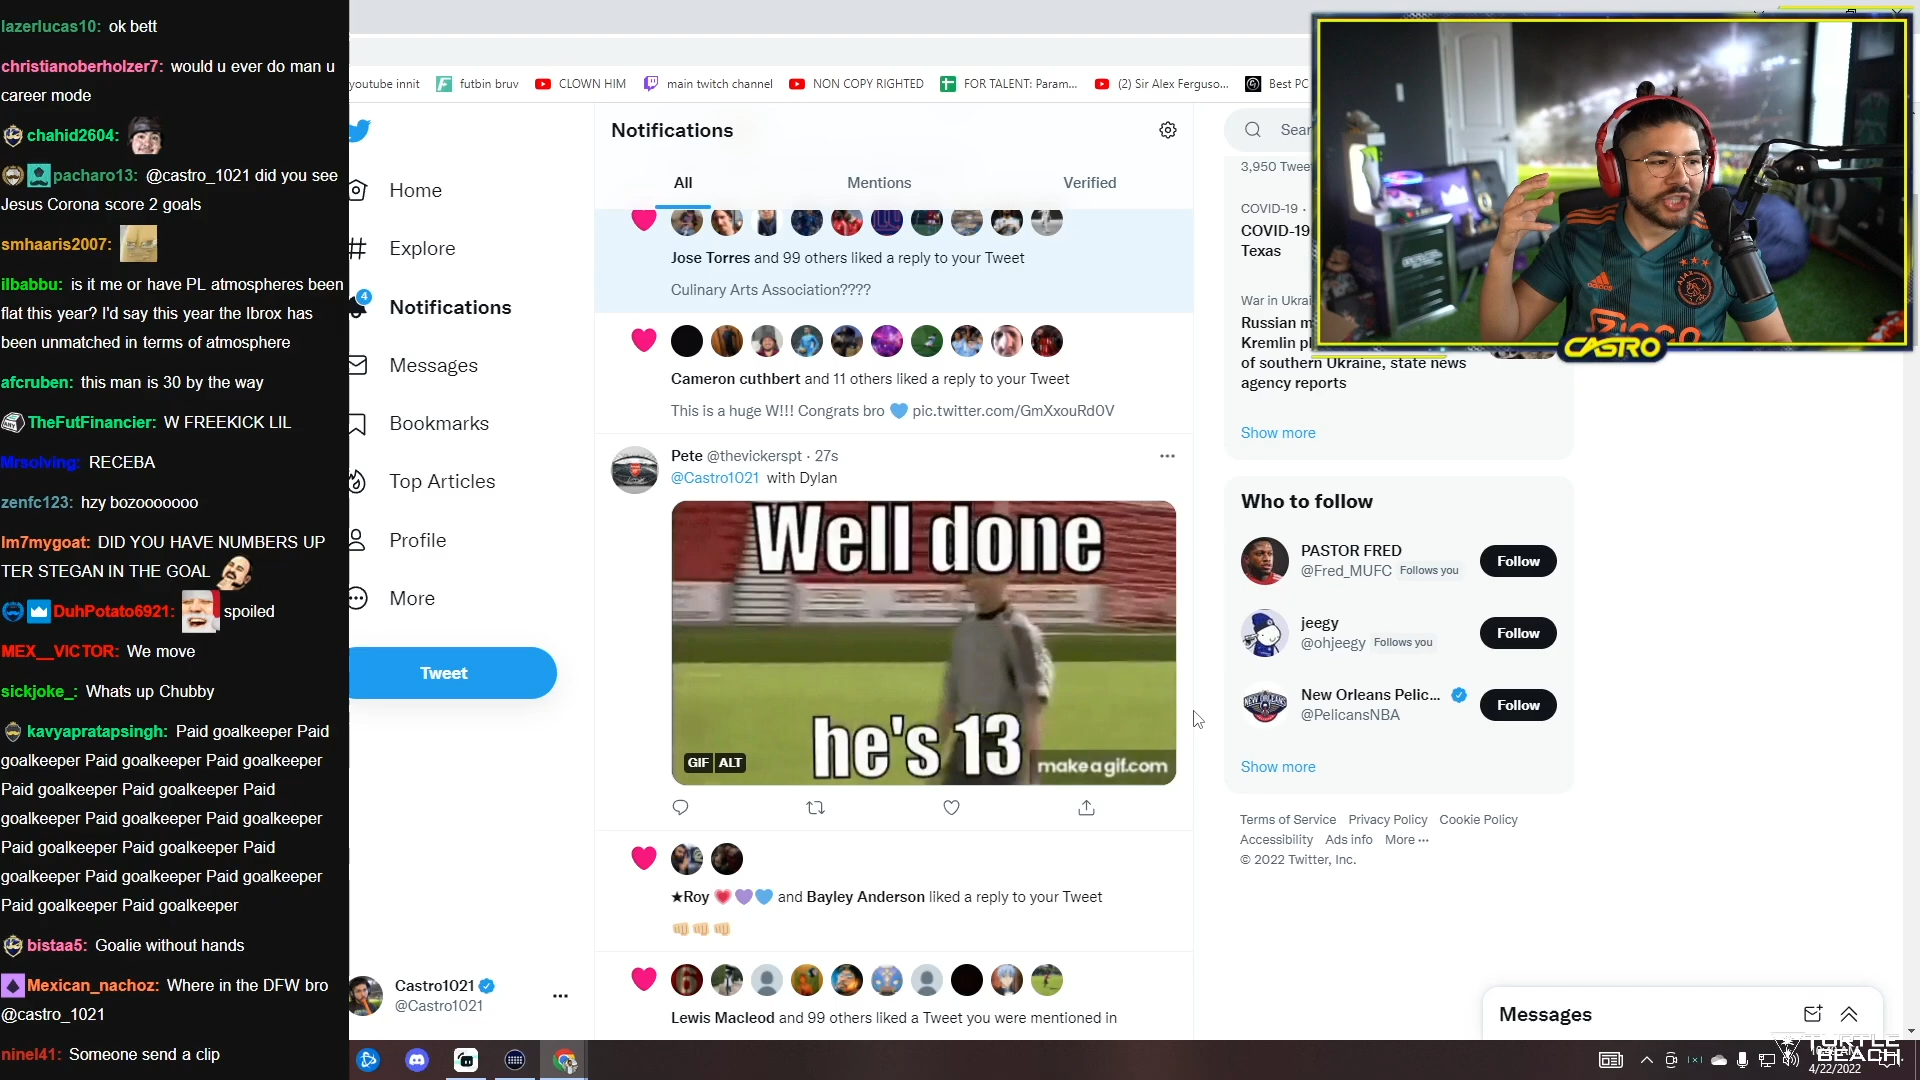 lazerlucas10: ok bett
christianoberholzer7: would u ever do man u
career mode
chahid2604:
pacharo13: @castro_1021 did you see
Jesus Corona score 2 goals
smhaaris2007:
ilbabbu: is it me or have PL atmospheres been
flat this year? I'd say this year the Ibrox has
been unmatched in terms of atmosphere
afcruben: this man is 30 by the way
TheFutFinancier: W FREEKICK LIL
Mrsolving: RECEBA
zenfc123: hzy bozooooooo
Im7mygoat: DID YOU HAVE NUMBERS UP
TER STEGAN IN THE GOAL
DuhPotato6921: spoiled
MEX__VICTOR: We move
sickjoke_: Whats up Chubby
kavyapratapsingh: Paid goalkeeper Paid
goalkeeper Paid goalkeeper Paid goalkeeper
Paid goalkeeper Paid goalkeeper Paid
goalkeeper Paid goalkeeper Paid goalkeeper
Paid goalkeeper Paid goalkeeper Paid
goalkeeper Paid goalkeeper Paid goalkeeper
Paid goalkeeper Paid goalkeeper
bistaa5: Goalie without hands
Mexican_nachoz: Where in the DFW bro
@castro_1021
ninel41: Someone send a clip
youtube innit
futbin bruv
CLOWN HIM
main twitch channel
NON COPY RIGHTED
FOR TALENT: Param...
(2) Sir Alex Ferguso...
Best PC
Home
Explore
4
Notifications
Messages
Bookmarks
Top Articles
Profile
More
Tweet
Castro1021
@Castro1021
Notifications
All
Mentions
Verified
Jose Torres and 99 others liked a reply to your Tweet
Culinary Arts Association????
Cameron cuthbert and 11 others liked a reply to your Tweet
This is a huge W!!! Congrats bro 💙 pic.twitter.com/GmXxouRd0V
Pete @thevickerspt · 27s
@Castro1021 with Dylan
Well done
he's 13
GIF ALT
makeagif.com
★Roy 💗💜💙 and Bayley Anderson liked a reply to your Tweet
👊🏻👊🏻👊🏻
Lewis Macleod and 99 others liked a Tweet you were mentioned in
Sear
3,950 Twee
COVID-19 ·
COVID-19
Texas
War in Ukrai
Russian m
Kremlin pl
of southern Ukraine, state news
agency reports
Show more
Who to follow
PASTOR FRED
@Fred_MUFC Follows you
Follow
jeegy
@ohjeegy Follows you
Follow
New Orleans Pelic...
@PelicansNBA
Follow
Show more
Terms of Service Privacy Policy Cookie Policy
Accessibility Ads info More ···
© 2022 Twitter, Inc.
Messages
CASTRO
adidas
Ziggo
TURTLE
BEACH
4/22/2022